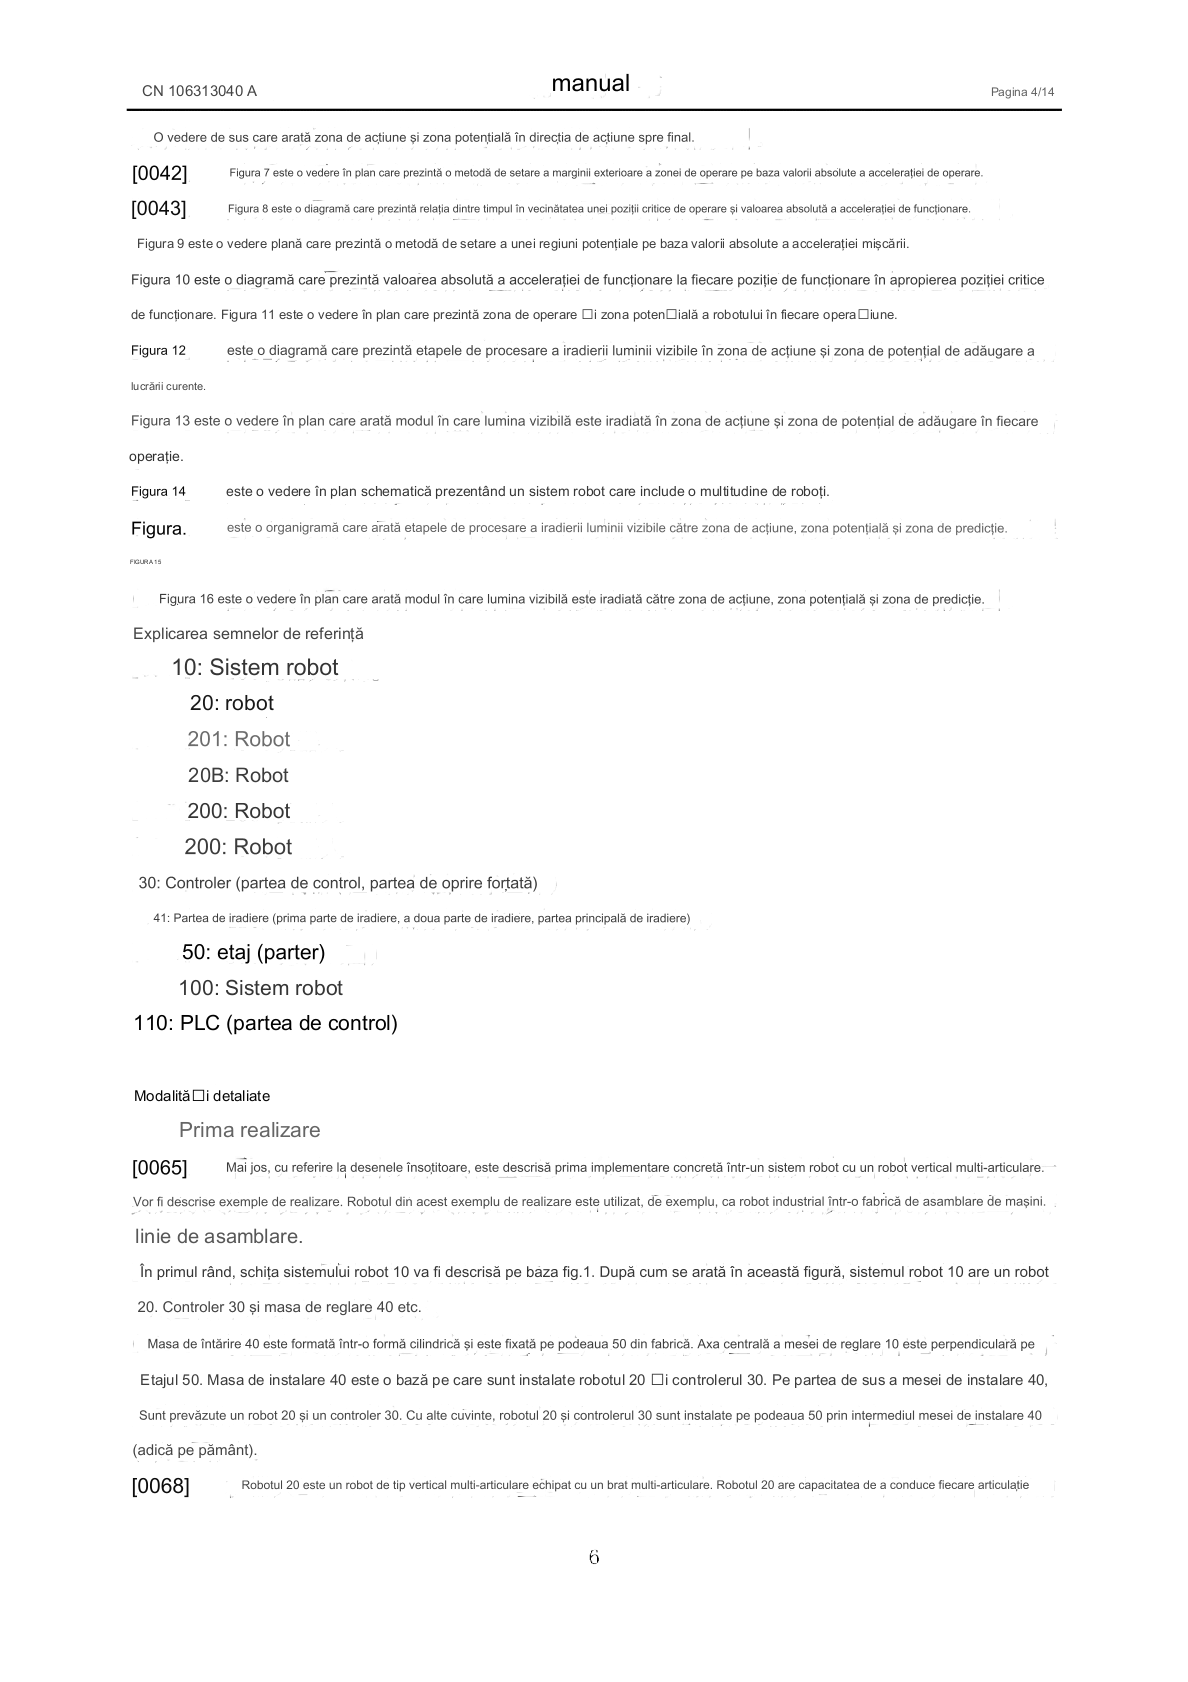 CN 106313040 A manual Pagina 4/14
O vedere de sus care arată zona de acțiune și zona potențială în direcția de acțiune spre final.
[0042] Figura 7 este o vedere în plan care prezintă o metodă de setare a marginii exterioare a zonei de operare pe baza valorii absolute a accelerației de operare.
[0043] Figura 8 este o diagramă care prezintă relația dintre timpul în vecinătatea unei poziții critice de operare și valoarea absolută a accelerației de funcționare.
Figura 9 este o vedere plană care prezintă o metodă de setare a unei regiuni potențiale pe baza valorii absolute a accelerației mișcării.
Figura 10 este o diagramă care prezintă valoarea absolută a accelerației de funcționare la fiecare poziție de funcționare în apropierea poziției critice
de funcționare. Figura 11 este o vedere în plan care prezintă zona de operare □i zona poten□ială a robotului în fiecare opera□iune.
Figura 12 este o diagramă care prezintă etapele de procesare a iradierii luminii vizibile în zona de acțiune și zona de potențial de adăugare a
lucrării curente.
Figura 13 este o vedere în plan care arată modul în care lumina vizibilă este iradiată în zona de acțiune și zona de potențial de adăugare în fiecare
operație.
Figura 14 este o vedere în plan schematică prezentând un sistem robot care include o multitudine de roboți.
Figura. este o organigramă care arată etapele de procesare a iradierii luminii vizibile către zona de acțiune, zona potențială și zona de predicție.
FIGURA 15
Figura 16 este o vedere în plan care arată modul în care lumina vizibilă este iradiată către zona de acțiune, zona potențială și zona de predicție.
Explicarea semnelor de referință
10: Sistem robot
20: robot
201: Robot
20B: Robot
200: Robot
200: Robot
30: Controler (partea de control, partea de oprire forțată)
41: Partea de iradiere (prima parte de iradiere, a doua parte de iradiere, partea principală de iradiere)
50: etaj (parter)
100: Sistem robot
110: PLC (partea de control)
Modalită□i detaliate
Prima realizare
[0065] Mai jos, cu referire la desenele însoțitoare, este descrisă prima implementare concretă într-un sistem robot cu un robot vertical multi-articulare.
Vor fi descrise exemple de realizare. Robotul din acest exemplu de realizare este utilizat, de exemplu, ca robot industrial într-o fabrică de asamblare de mașini.
linie de asamblare.
În primul rând, schița sistemului robot 10 va fi descrisă pe baza fig.1. După cum se arată în această figură, sistemul robot 10 are un robot
20. Controler 30 și masa de reglare 40 etc.
Masa de întărire 40 este formată într-o formă cilindrică și este fixată pe podeaua 50 din fabrică. Axa centrală a mesei de reglare 10 este perpendiculară pe
Etajul 50. Masa de instalare 40 este o bază pe care sunt instalate robotul 20 □i controlerul 30. Pe partea de sus a mesei de instalare 40,
Sunt prevăzute un robot 20 și un controler 30. Cu alte cuvinte, robotul 20 și controlerul 30 sunt instalate pe podeaua 50 prin intermediul mesei de instalare 40
(adică pe pământ).
[0068] Robotul 20 este un robot de tip vertical multi-articulare echipat cu un brat multi-articulare. Robotul 20 are capacitatea de a conduce fiecare articulație
6